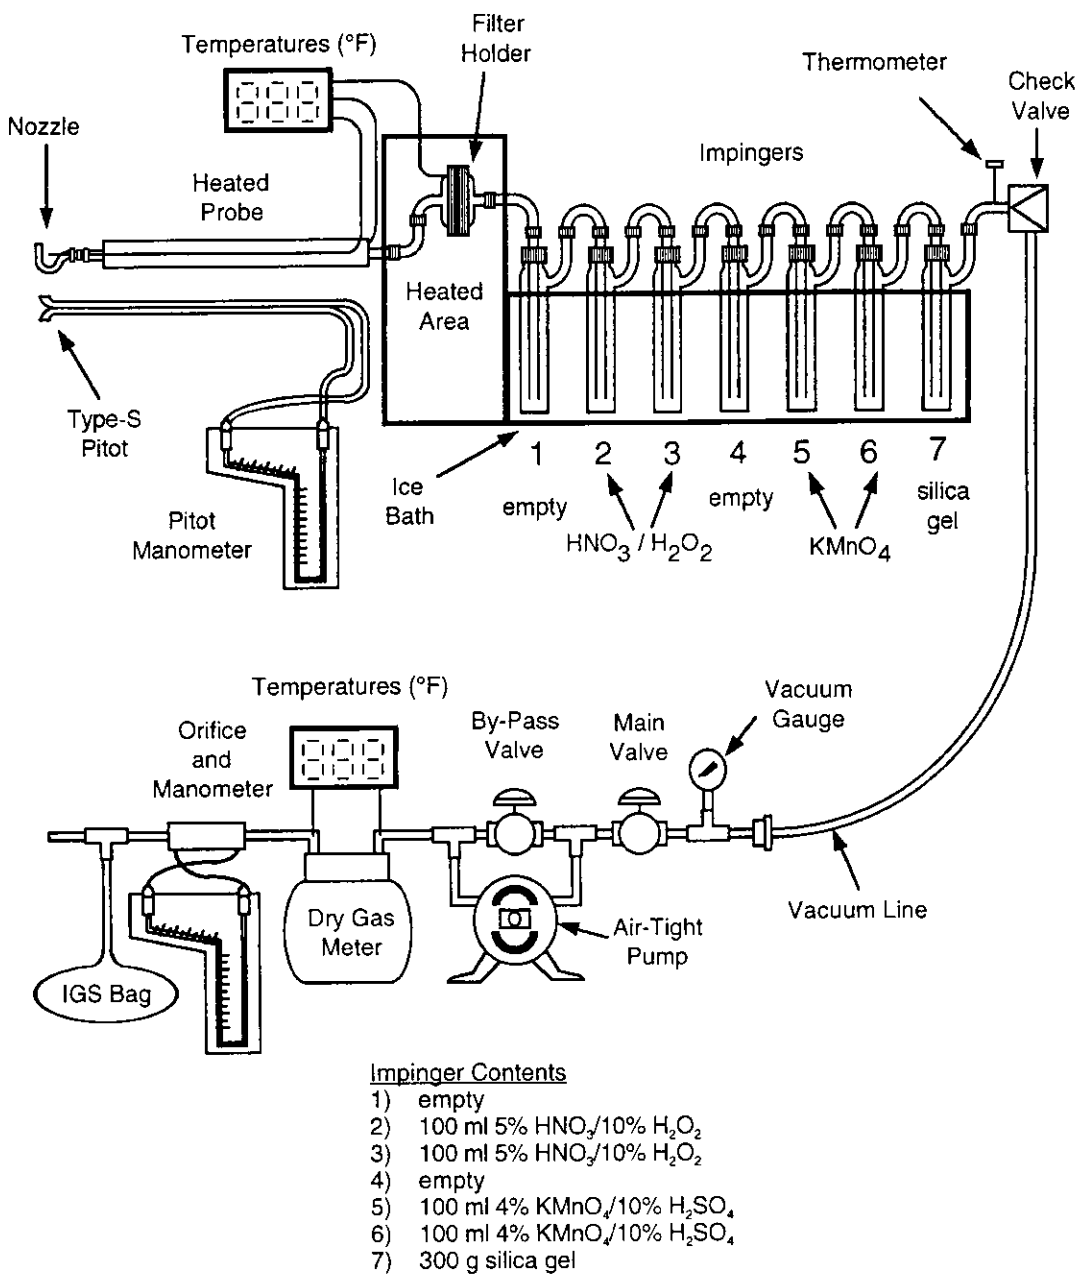 Filter
Holder
Temperatures (°F)
Thermometer
Check
Valve
Nozzle
Impingers
Heated
Probe
Heated
Area
Type-S
Pitot
1 2 3 4 5 6 7
Ice
Bath
empty
empty
silica
gel
HNO₃ / H₂O₂
KMnO₄
Pitot
Manometer
Temperatures (°F)
Vacuum
Gauge
By-Pass
Valve
Main
Valve
Orifice
and
Manometer
Dry Gas
Meter
Air-Tight
Pump
Vacuum Line
IGS Bag
Impinger Contents
1) empty
2) 100 ml 5% HNO₃/10% H₂O₂
3) 100 ml 5% HNO₃/10% H₂O₂
4) empty
5) 100 ml 4% KMnO₄/10% H₂SO₄
6) 100 ml 4% KMnO₄/10% H₂SO₄
7) 300 g silica gel